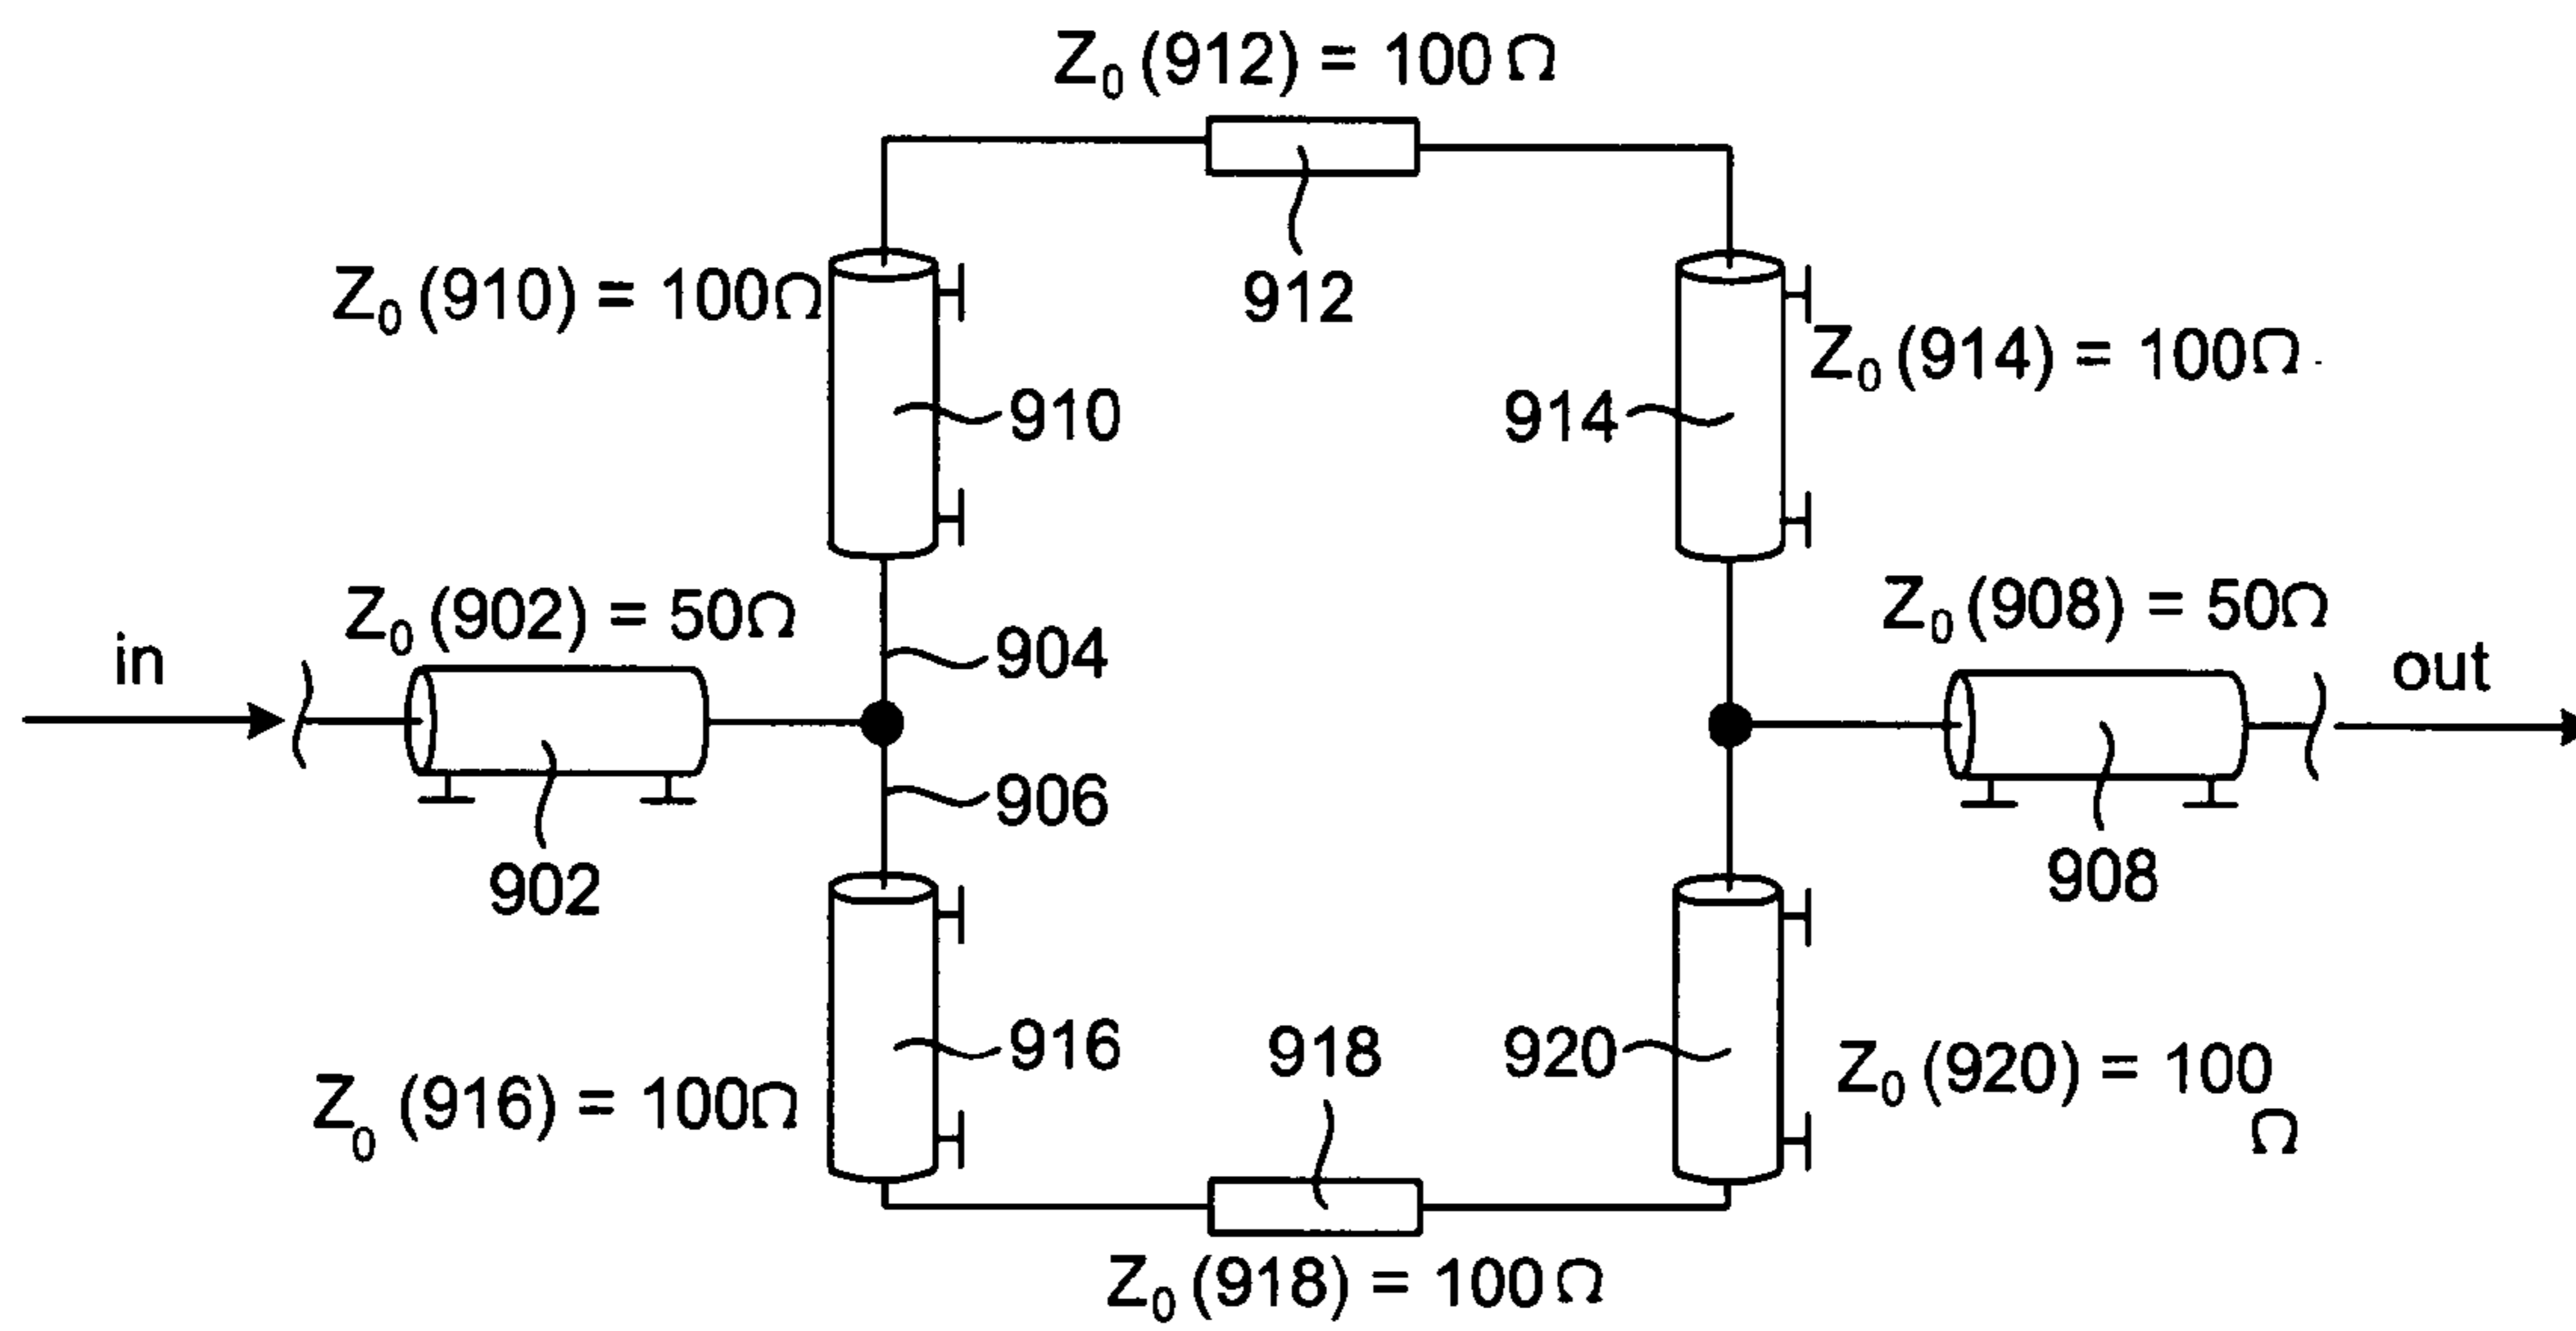 Z₀ (912) = 100 Ω
912
Z₀ (910) = 100Ω
910
914
Z₀ (914) = 100Ω
Z₀ (902) = 50Ω
904
Z₀ (908) = 50Ω
in
out
906
902
908
916
918
920
Z₀ (916) = 100Ω
Z₀ (920) = 100
Ω
Z₀ (918) = 100 Ω